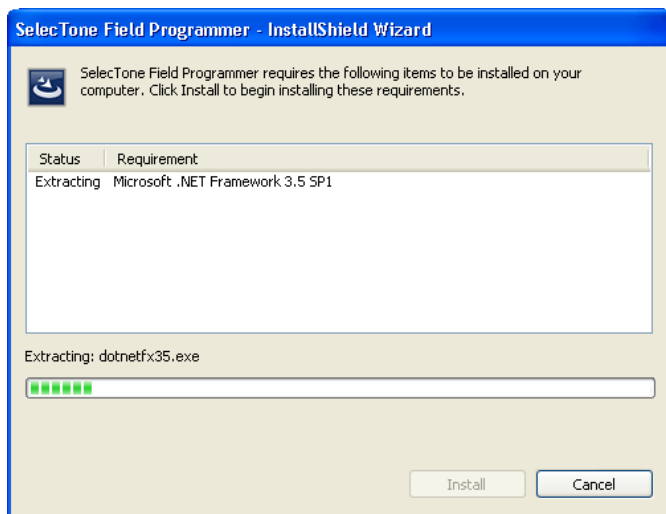 SelecTone Field Programmer - InstallShield Wizard
SelecTone Field Programmer requires the following items to be installed on your
computer. Click Install to begin installing these requirements.
Status Requirement
Extracting Microsoft .NET Framework 3.5 SP1
Extracting: dotnetfx35.exe
Install Cancel